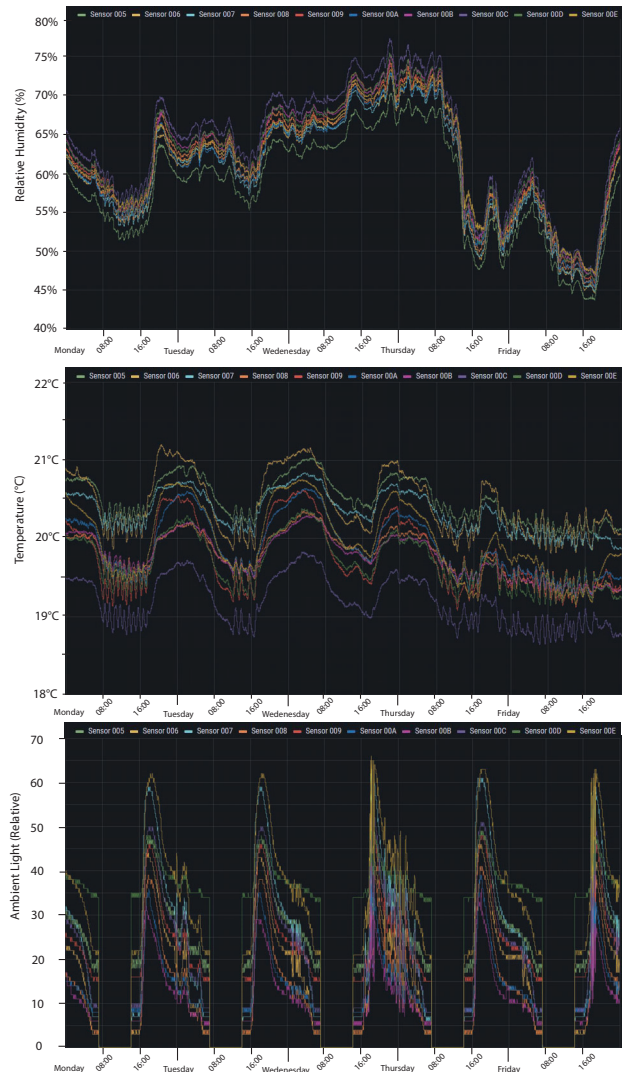 80%
Sensor 005 Sensor 006 Sensor 007 Sensor 008 Sensor 009 Sensor 00A Sensor 00B Sensor 00C Sensor 00D Sensor 00E
75%
70%
65%
60%
55%
50%
45%
40%
Relative Humidity (%)
08:00 16:00 08:00 16:00 08:00 16:00 08:00 16:00 08:00 16:00
Monday Tuesday Wedenesday Thursday Friday
22°C
Sensor 005 Sensor 006 Sensor 007 Sensor 008 Sensor 009 Sensor 00A Sensor 00B Sensor 00C Sensor 00D Sensor 00E
21°C
20°C
19°C
18°C
Temperature (°C)
08:00 16:00 08:00 16:00 08:00 16:00 08:00 16:00 08:00 16:00
Monday Tuesday Wedenesday Thursday Friday
Sensor 005 Sensor 006 Sensor 007 Sensor 008 Sensor 009 Sensor 00A Sensor 00B Sensor 00C Sensor 00D Sensor 00E
70
60
50
40
30
20
10
0
Ambient Light (Relative)
08:00 16:00 08:00 16:00 08:00 16:00 08:00 16:00 08:00 16:00
Monday Tuesday Wedenesday Thursday Friday